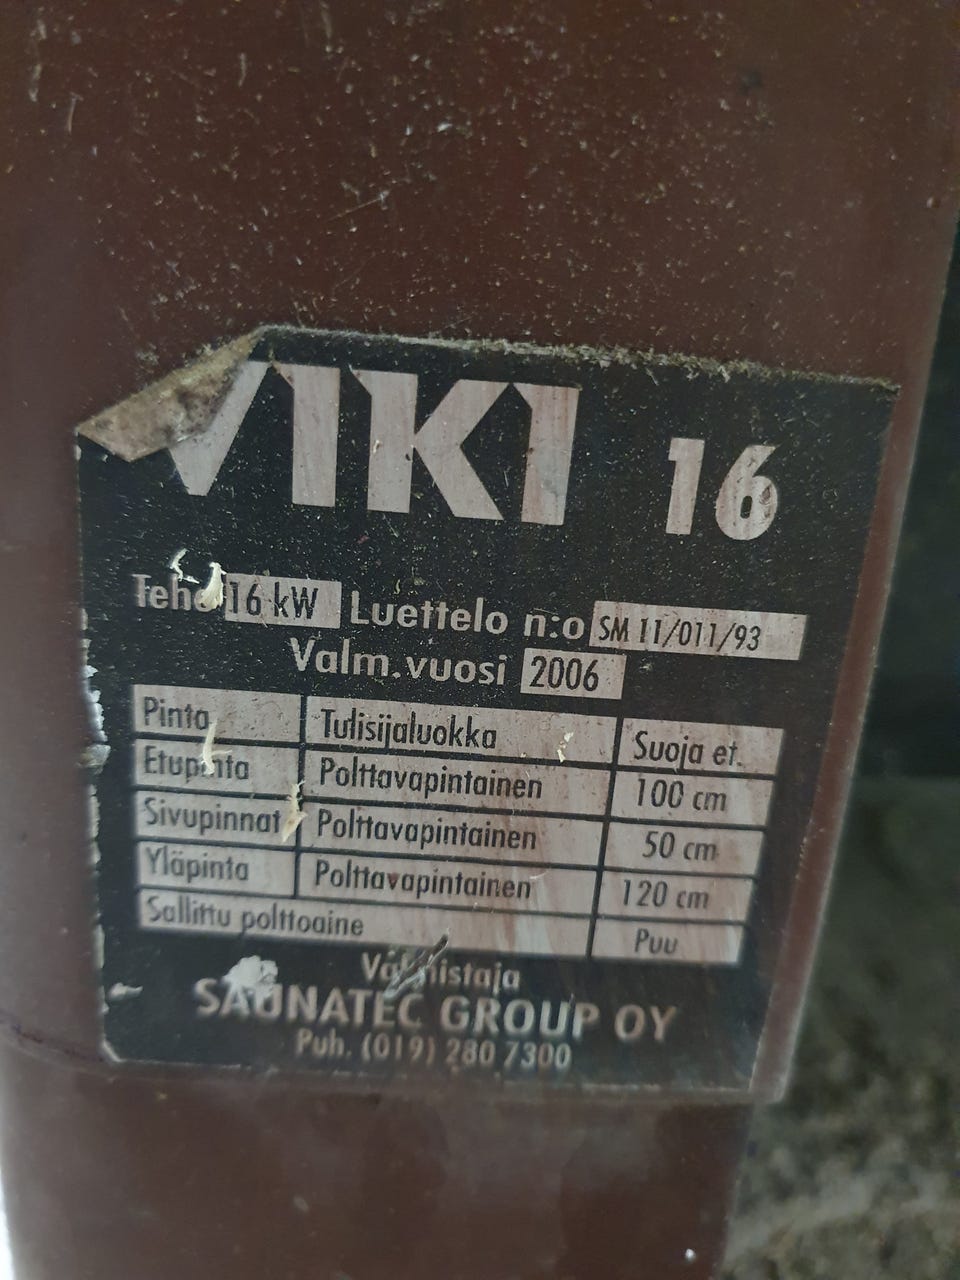 VIKI 16
Teho 16 kW Luettelo n:o SM 11/011/93
Valm.vuosi 2006
Pinta Tulisijaluokka Suoja et.
Etupinta Polttavapintainen 100 cm
Sivupinnat Polttavapintainen 50 cm
Yläpinta Polttavapintainen 120 cm
Sallittu polttoaine Puu
Valmistaja
SAUNATEC GROUP OY
Puh. (019) 280 7300